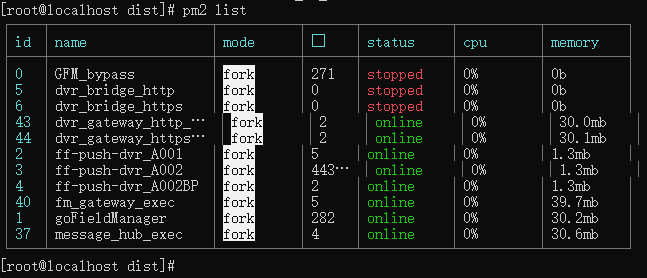 [root@localhost dist]# pm2 list
id name mode □ status cpu memory
0 GFM_bypass fork 271 stopped 0% 0b
5 dvr_bridge_http fork 0 stopped 0% 0b
6 dvr_bridge_https fork 0 stopped 0% 0b
43 dvr_gateway_http_… fork 2 online 0% 30.0mb
44 dvr_gateway_https… fork 2 online 0% 30.1mb
2 ff-push-dvr_A001 fork 5 online 0% 1.3mb
3 ff-push-dvr_A002 fork 443… online 0% 1.3mb
4 ff-push-dvr_A002BP fork 2 online 0% 1.3mb
40 fm_gateway_exec fork 5 online 0% 39.7mb
1 goFieldManager fork 282 online 0% 30.2mb
37 message_hub_exec fork 4 online 0% 30.6mb
[root@localhost dist]#